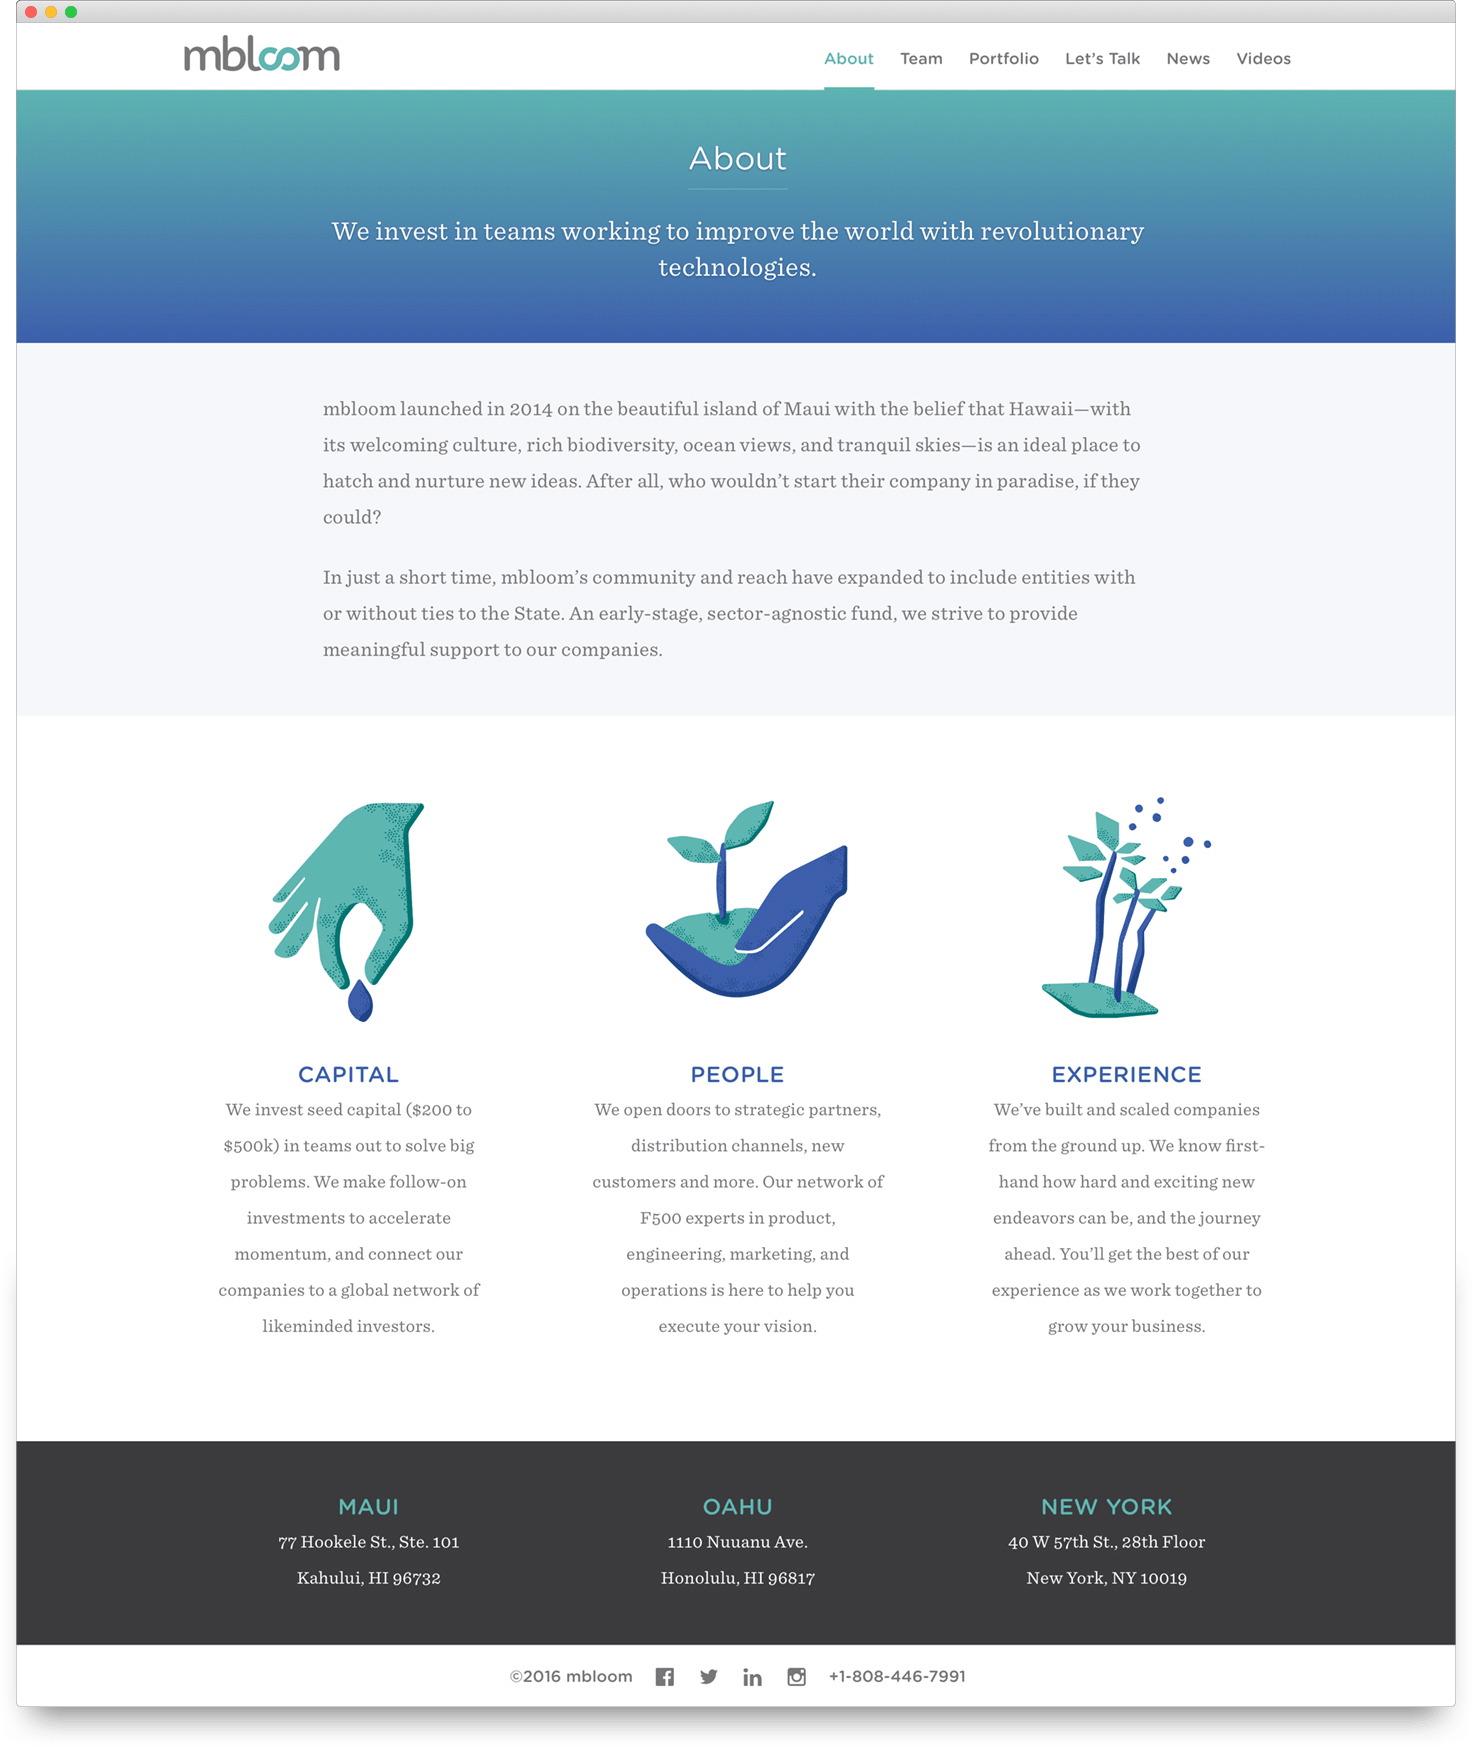 mbloom
About Team Portfolio Let's Talk News Videos
About
We invest in teams working to improve the world with revolutionary
technologies.
mbloom launched in 2014 on the beautiful island of Maui with the belief that Hawaii—with
its welcoming culture, rich biodiversity, ocean views, and tranquil skies—is an ideal place to
hatch and nurture new ideas. After all, who wouldn't start their company in paradise, if they
could?
In just a short time, mbloom's community and reach have expanded to include entities with
or without ties to the State. An early-stage, sector-agnostic fund, we strive to provide
meaningful support to our companies.
CAPITAL
We invest seed capital ($200 to
$500k) in teams out to solve big
problems. We make follow-on
investments to accelerate
momentum, and connect our
companies to a global network of
likeminded investors.
PEOPLE
We open doors to strategic partners,
distribution channels, new
customers and more. Our network of
F500 experts in product,
engineering, marketing, and
operations is here to help you
execute your vision.
EXPERIENCE
We've built and scaled companies
from the ground up. We know first-
hand how hard and exciting new
endeavors can be, and the journey
ahead. You'll get the best of our
experience as we work together to
grow your business.
MAUI
77 Hookele St., Ste. 101
Kahului, HI 96732
OAHU
1110 Nuuanu Ave.
Honolulu, HI 96817
NEW YORK
40 W 57th St., 28th Floor
New York, NY 10019
©2016 mbloom +1-808-446-7991